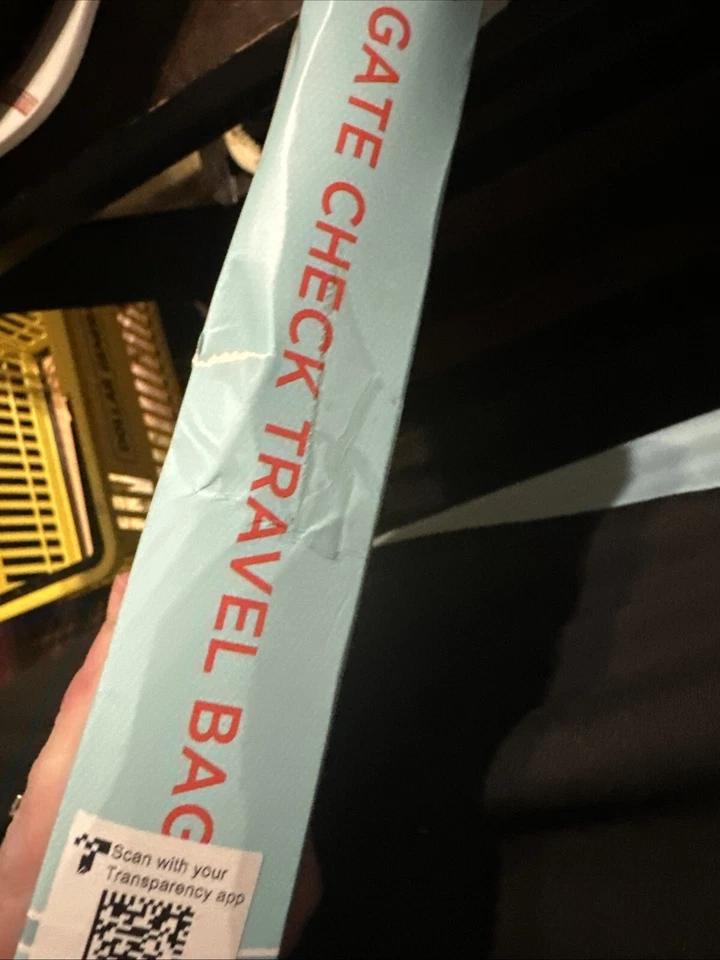 GATE CHECK TRAVEL BAG
Scan with your
Transparency app